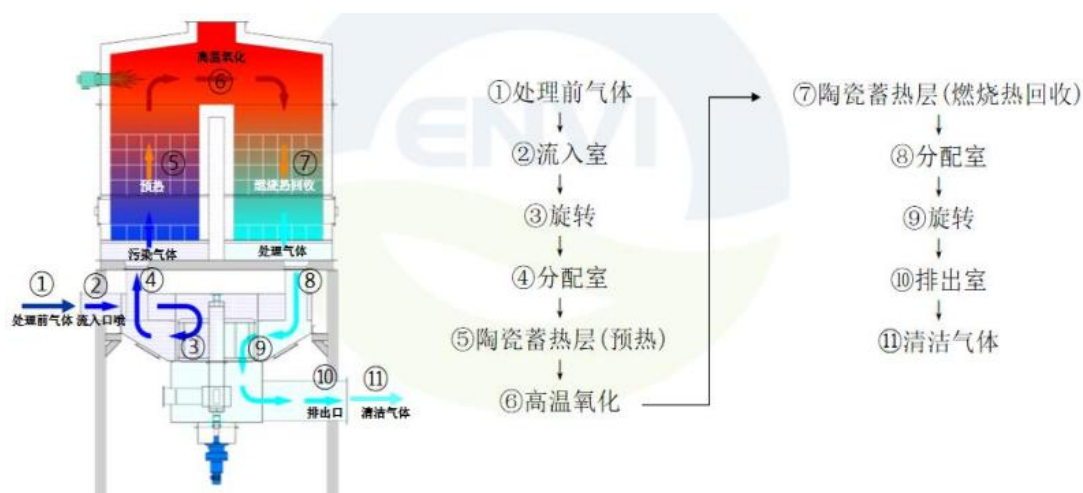 高温氧化
⑥
⑤
⑦
预热
燃烧热回收
污染气体
处理气体
①
②
④
⑧
处理前气体
流入口喉
③
⑨
⑩
⑪
排出口
清洁气体
ENVI
①处理前气体
↓
②流入室
↓
③旋转
↓
④分配室
↓
⑤陶瓷蓄热层(预热)
↓
⑥高温氧化
⑦陶瓷蓄热层(燃烧热回收)
↓
⑧分配室
↓
⑨旋转
↓
⑩排出室
↓
⑪清洁气体